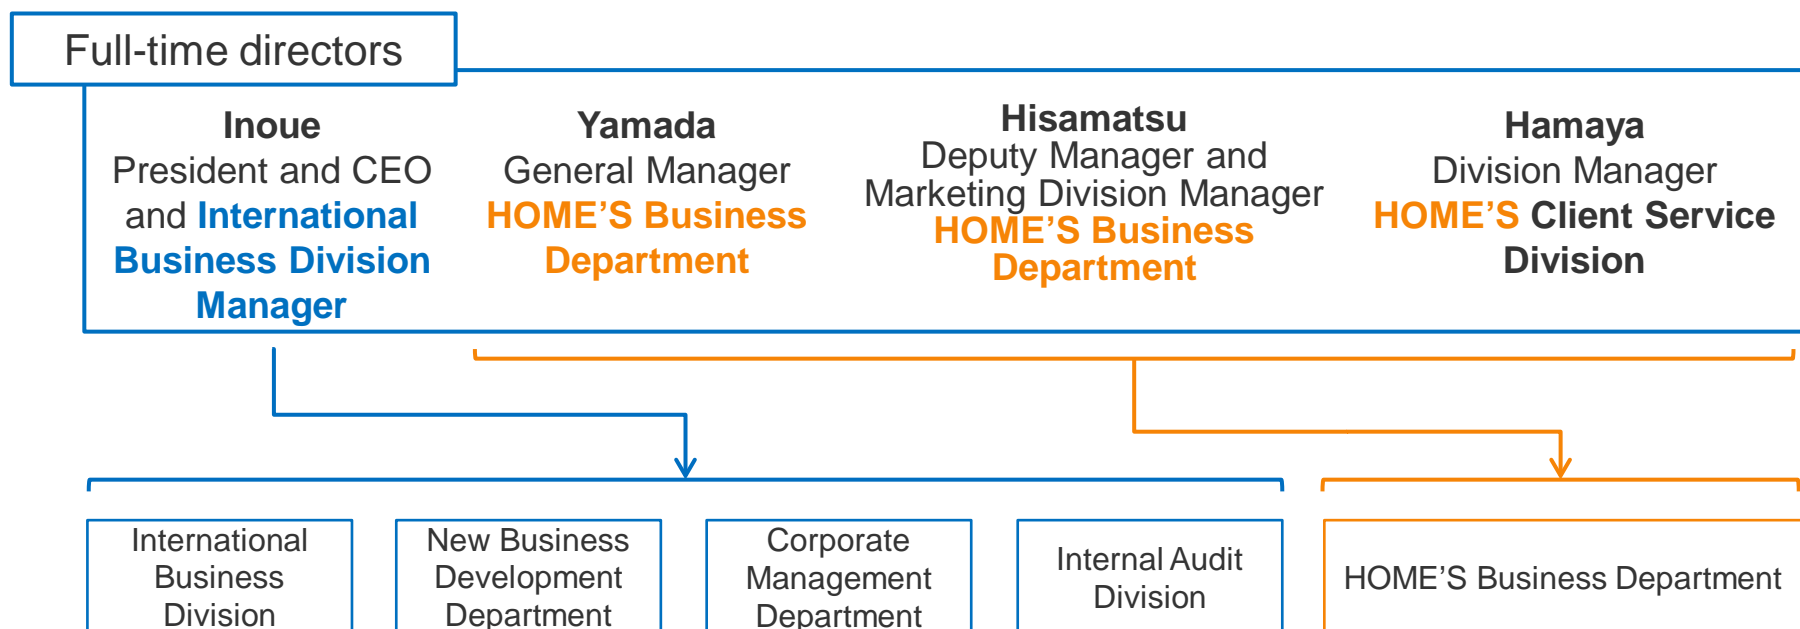 Full-time directors
Inoue
President and CEO
and International
Business Division
Manager
Yamada
General Manager
HOME’S Business
Department
Hisamatsu
Deputy Manager and
Marketing Division Manager
HOME’S Business
Department
Hamaya
Division Manager
HOME’S Client Service
Division
International
Business
Division
New Business
Development
Department
Corporate
Management
Department
Internal Audit
Division
HOME’S Business Department